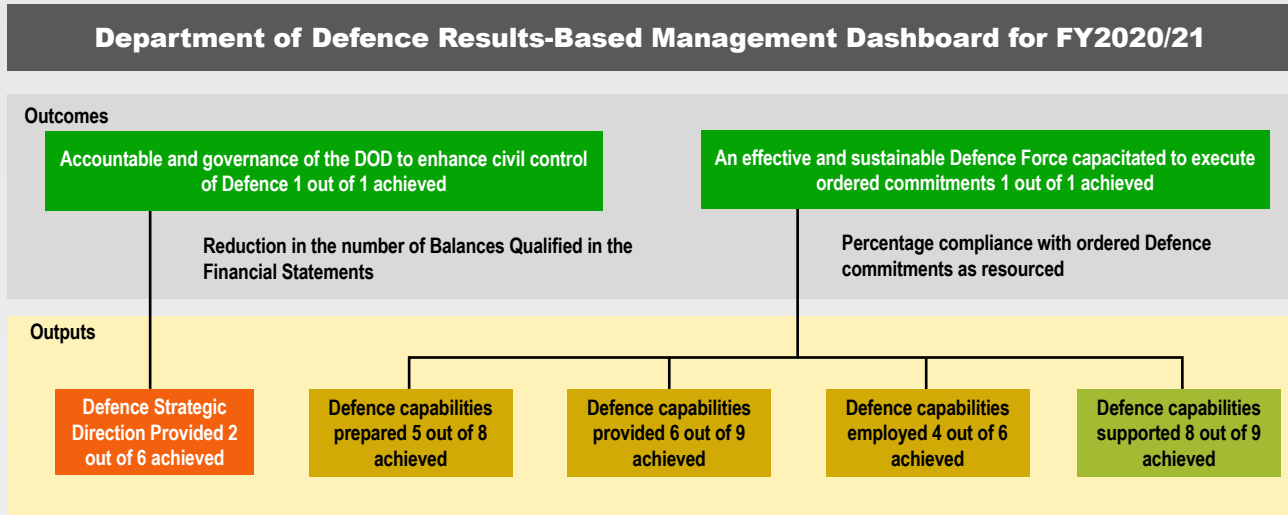 Department of Defence Results-Based Management Dashboard for FY2020/21
Outcomes
Accountable and governance of the DOD to enhance civil control
of Defence 1 out of 1 achieved
An effective and sustainable Defence Force capacitated to execute
ordered commitments 1 out of 1 achieved
Reduction in the number of Balances Qualified in the
Financial Statements
Percentage compliance with ordered Defence
commitments as resourced
Outputs
Defence Strategic
Direction Provided 2
out of 6 achieved
Defence capabilities
prepared 5 out of 8
achieved
Defence capabilities
provided 6 out of 9
achieved
Defence capabilities
employed 4 out of 6
achieved
Defence capabilities
supported 8 out of 9
achieved